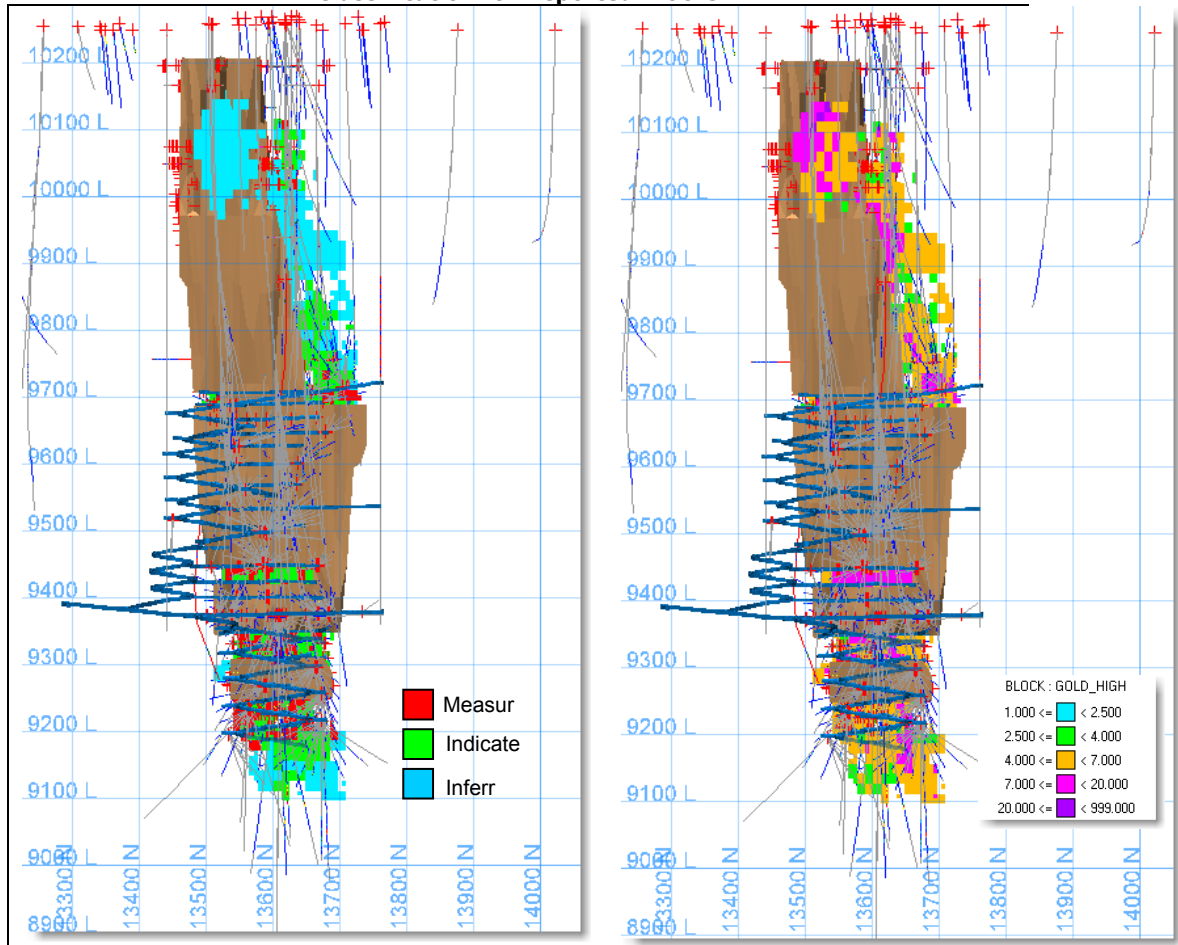 10200 L
10100 L
10000 L
9900 L
9800 L
9700 L
9600 L
9500 L
9400 L
9300 L
9200 L
9100 L
9000 L
8900 L
13300 N
13400 N
13500 N
13600 N
13700 N
13800 N
13900 N
14000 N
Measur
Indicate
Inferr
10200 L
10100 L
10000 L
9900 L
9800 L
9700 L
9600 L
9500 L
9400 L
9300 L
9200 L
9100 L
9000 L
8900 L
13300 N
13400 N
13500 N
13600 N
13700 N
13800 N
13900 N
14000 N
BLOCK : GOLD_HIGH
1.000 <= < 2.500
2.500 <= < 4.000
4.000 <= < 7.000
7.000 <= < 20.000
20.000 <= < 999.000